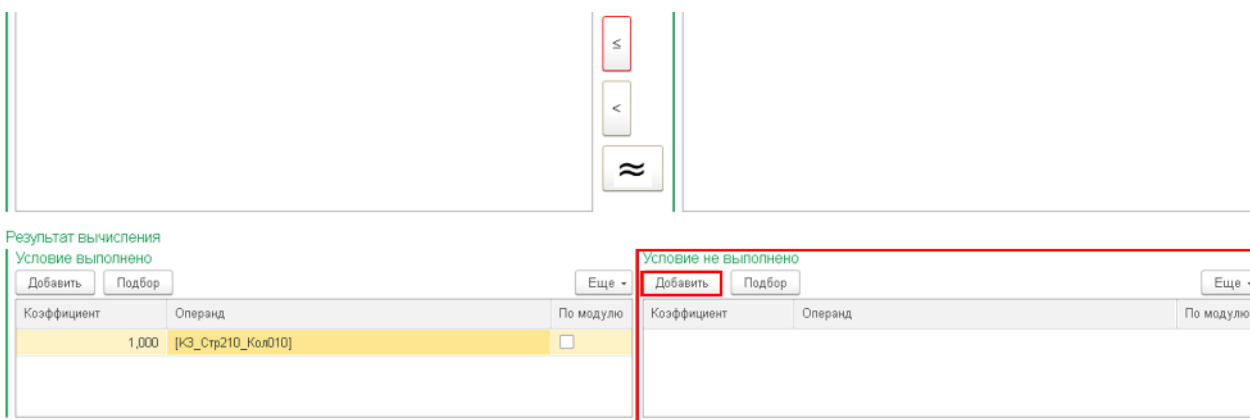 ≤
<
≈
Результат вычисления
Условие выполнено
Добавить Подбор Еще
Коэффициент Операнд По модулю
1,000 [КЗ_Стр210_Кол010]
Условие не выполнено
Добавить Подбор Еще
Коэффициент Операнд По модулю